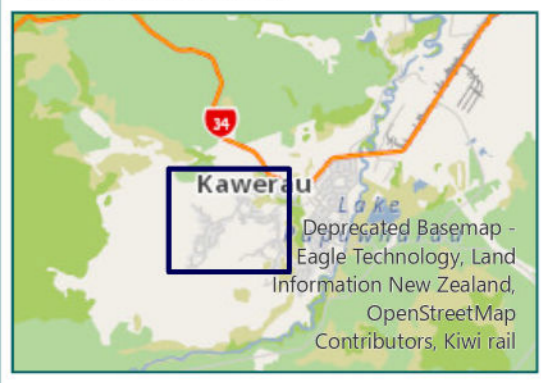 34
Kawerau
Lake
Deprecated Basemap -
Eagle Technology, Land
Information New Zealand,
OpenStreetMap
Contributors, Kiwi rail